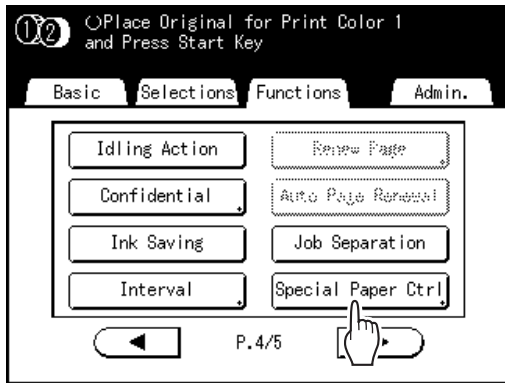 ①② Place Original for Print Color 1
and Press Start Key
Basic Selections Functions Admin.
Idling Action Renew Page
Confidential Auto Page Renewal
Ink Saving Job Separation
Interval Special Paper Ctrl
P.4/5